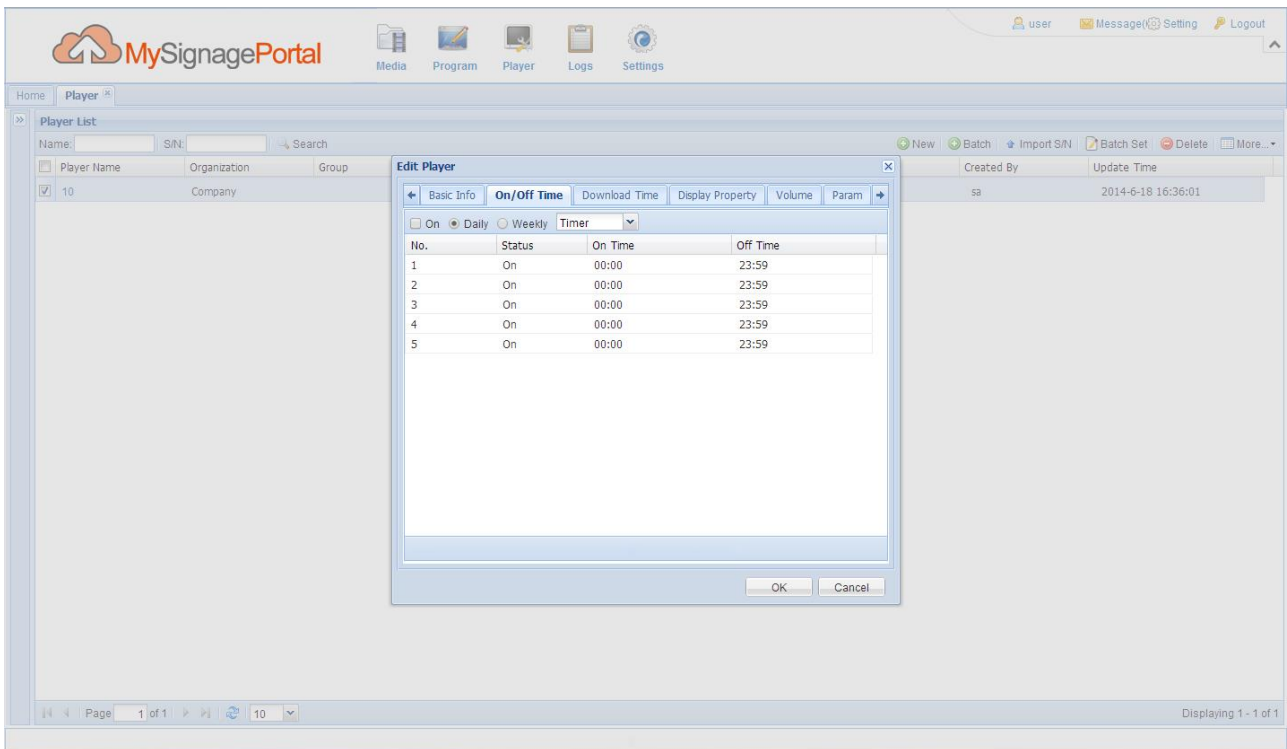 user Message(0) Setting Logout
MySignagePortal
Media Program Player Logs Settings
Home Player
Player List
Name: S/N: Search New Batch Import S/N Batch Set Delete More...
Player Name Organization Group Created By Update Time
10 Company sa 2014-6-18 16:36:01
Edit Player
Basic Info On/Off Time Download Time Display Property Volume Param
On Daily Weekly Timer
No. Status On Time Off Time
1 On 00:00 23:59
2 On 00:00 23:59
3 On 00:00 23:59
4 On 00:00 23:59
5 On 00:00 23:59
OK Cancel
Page 1 of 1 10 Displaying 1 - 1 of 1